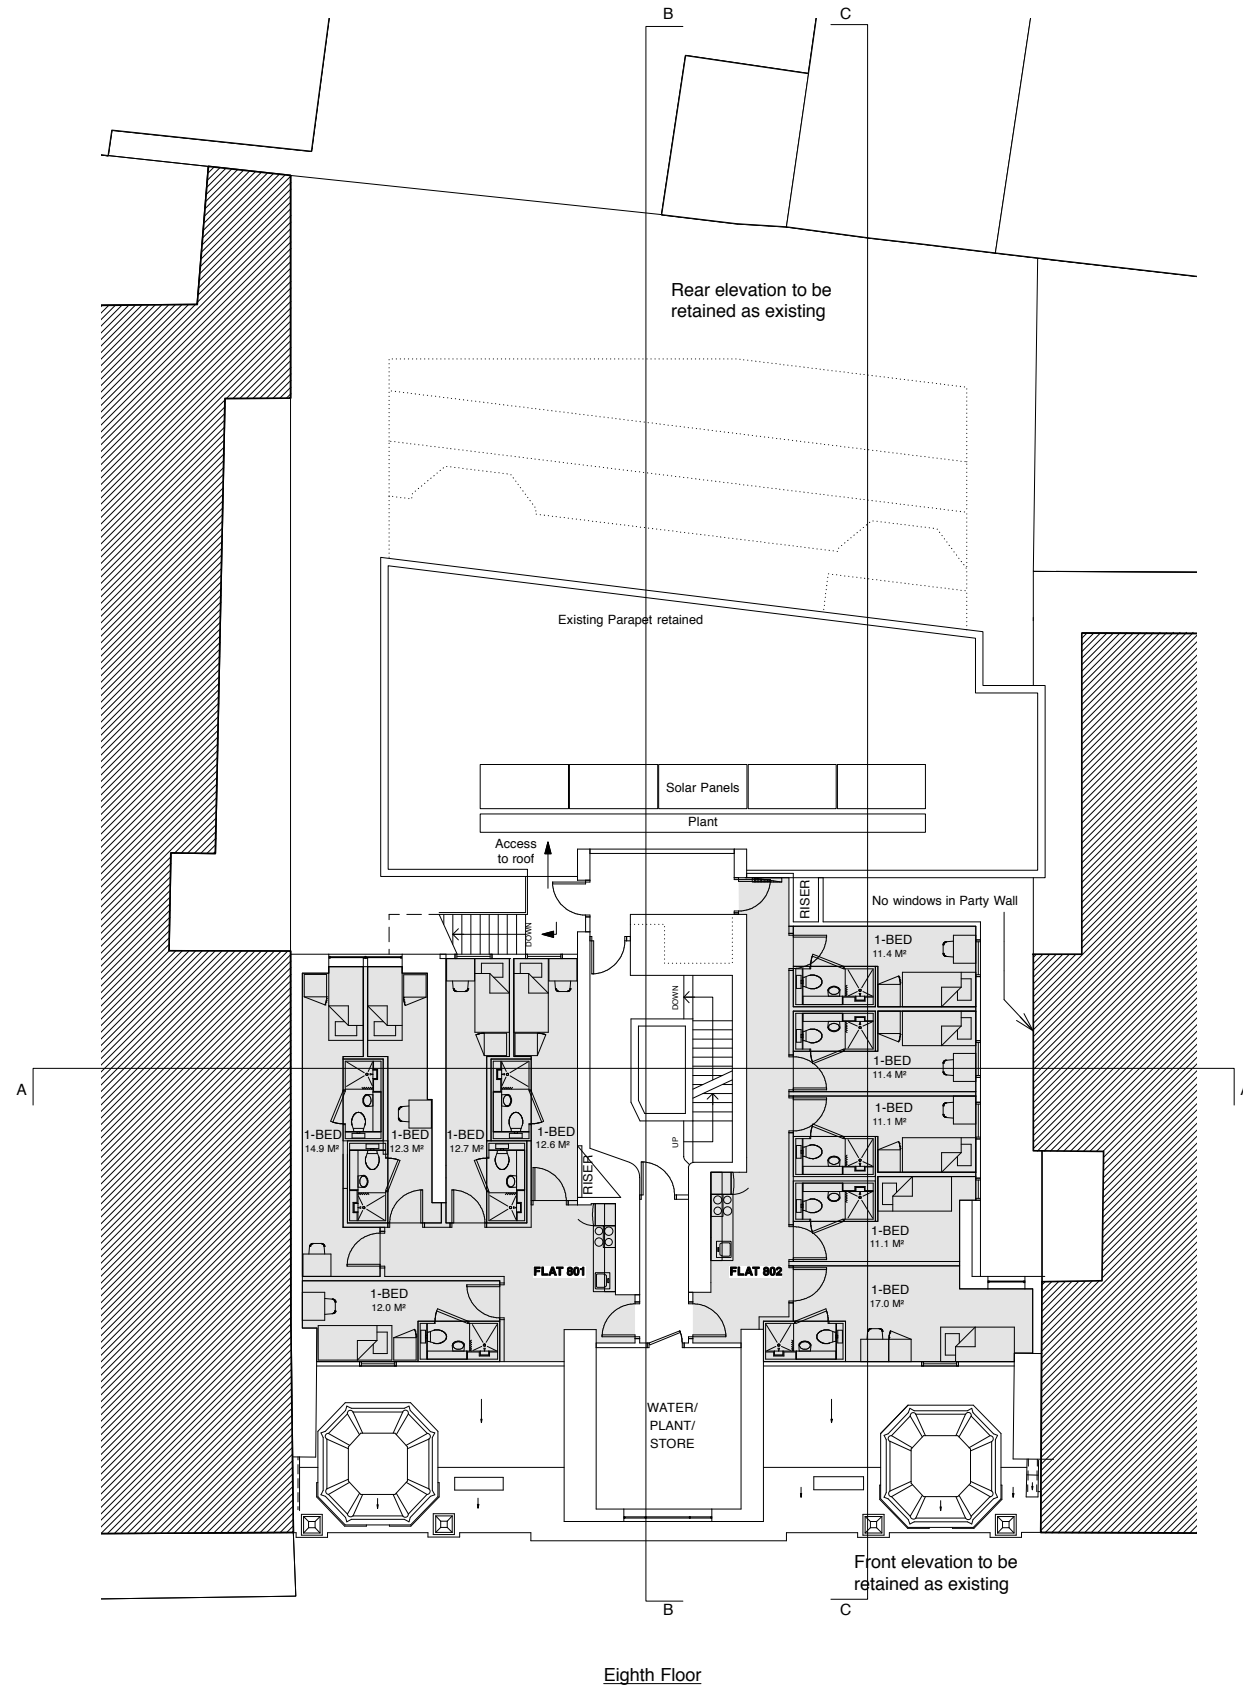 B
C
Rear elevation to be
retained as existing
Existing Parapet retained
Solar Panels
Plant
Access
to roof
RISER
No windows in Party Wall
DOWN
1-BED
11.4 M²
DOWN
1-BED
11.4 M²
A
A
1-BED
11.1 M²
1-BED
14.9 M²
1-BED
12.3 M²
1-BED
12.7 M²
1-BED
12.6 M²
UP
RISER
1-BED
11.1 M²
FLAT 801
FLAT 802
1-BED
12.0 M²
1-BED
17.0 M²
WATER/
PLANT/
STORE
Front elevation to be
retained as existing
B
C
Eighth Floor